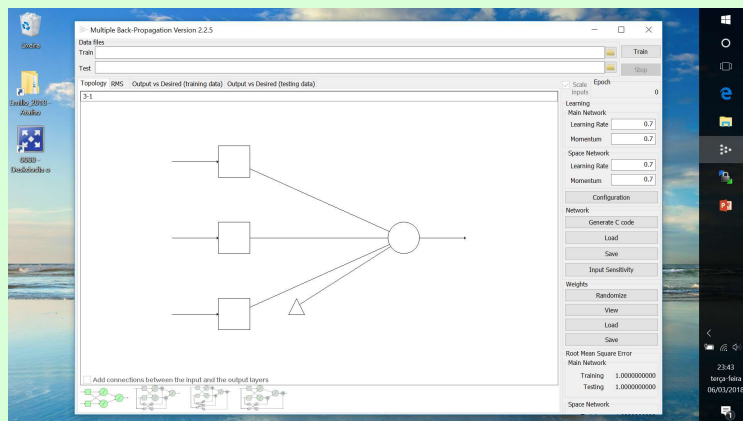 Multiple Back-Propagation Version 2.2.5
Data files
Train
Train
Test
Stop
Topology RMS Output vs Desired (training data) Output vs Desired (testing data)
3-1
Add connections between the input and the output layers
Scale Inputs
Epoch
0
Learning
Main Network
Learning Rate 0.7
Momentum 0.7
Space Network
Learning Rate 0.7
Momentum 0.7
Configuration
Network
Generate C code
Load
Save
Input Sensitivity
Weights
Randomize
View
Load
Save
Root Mean Square Error
Main Network
Training 1.0000000000
Testing 1.0000000000
Space Network
23:43
terça-feira
06/03/2018